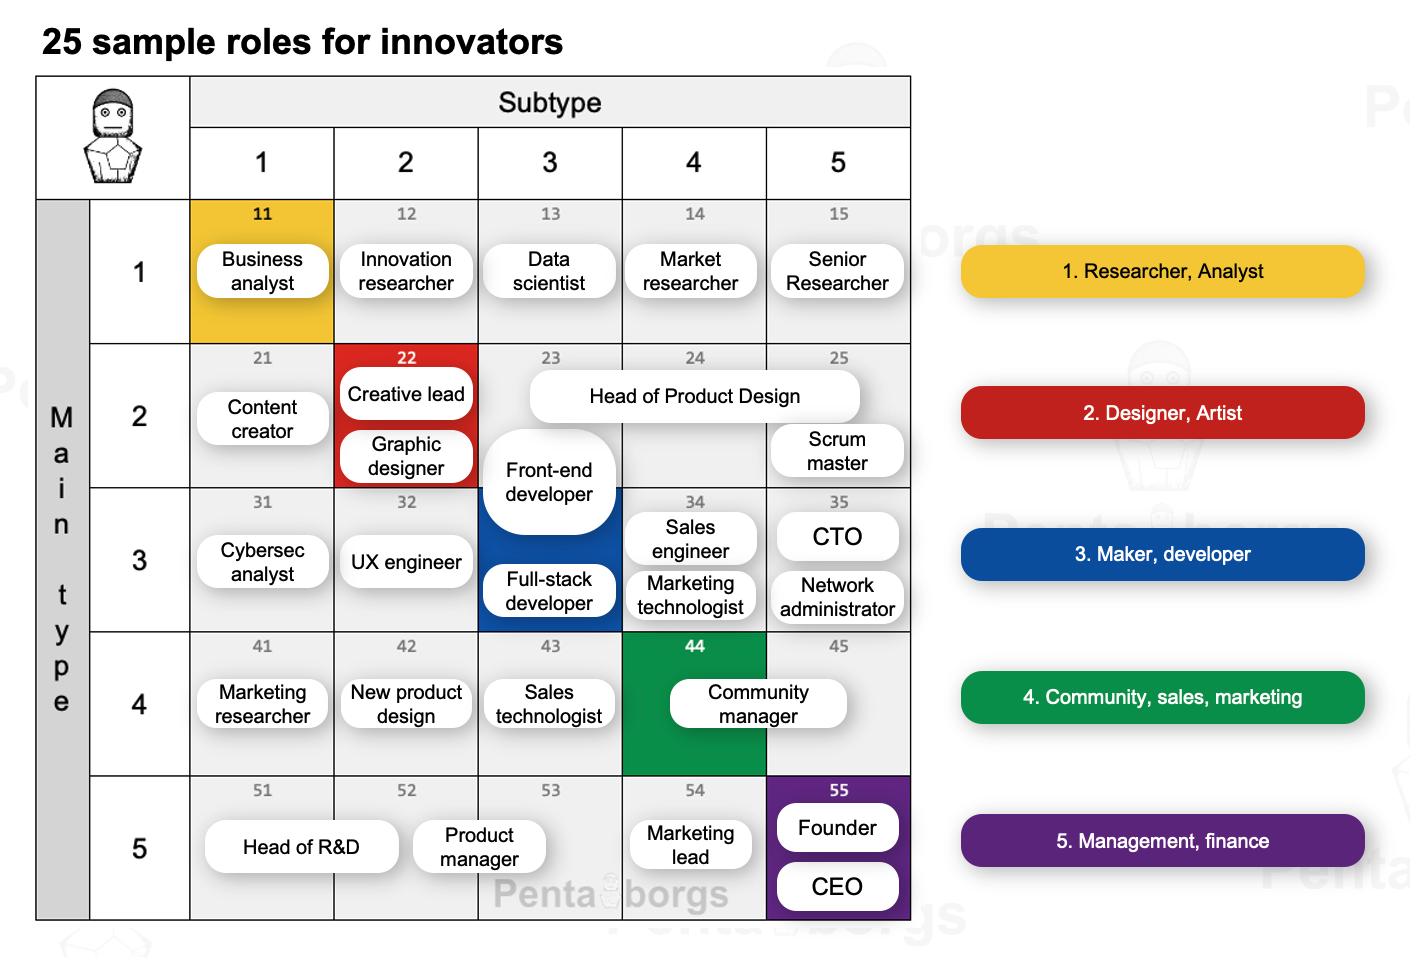 25 sample roles for innovators
Subtype
1 2 3 4 5
Main type
1
11
Business
analyst
12
Innovation
researcher
13
Data
scientist
14
Market
researcher
15
Senior
Researcher
1. Researcher, Analyst
2
21
Content
creator
22
Creative lead
Graphic
designer
23
24
25
Head of Product Design
Front-end
developer
Scrum
master
2. Designer, Artist
3
31
Cybersec
analyst
32
UX engineer
Full-stack
developer
34
Sales
engineer
Marketing
technologist
35
CTO
Network
administrator
3. Maker, developer
4
41
Marketing
researcher
42
New product
design
43
Sales
technologist
44
45
Community
manager
4. Community, sales, marketing
5
51
52
53
Head of R&D
Product
manager
54
Marketing
lead
55
Founder
CEO
5. Management, finance
Penta borgs